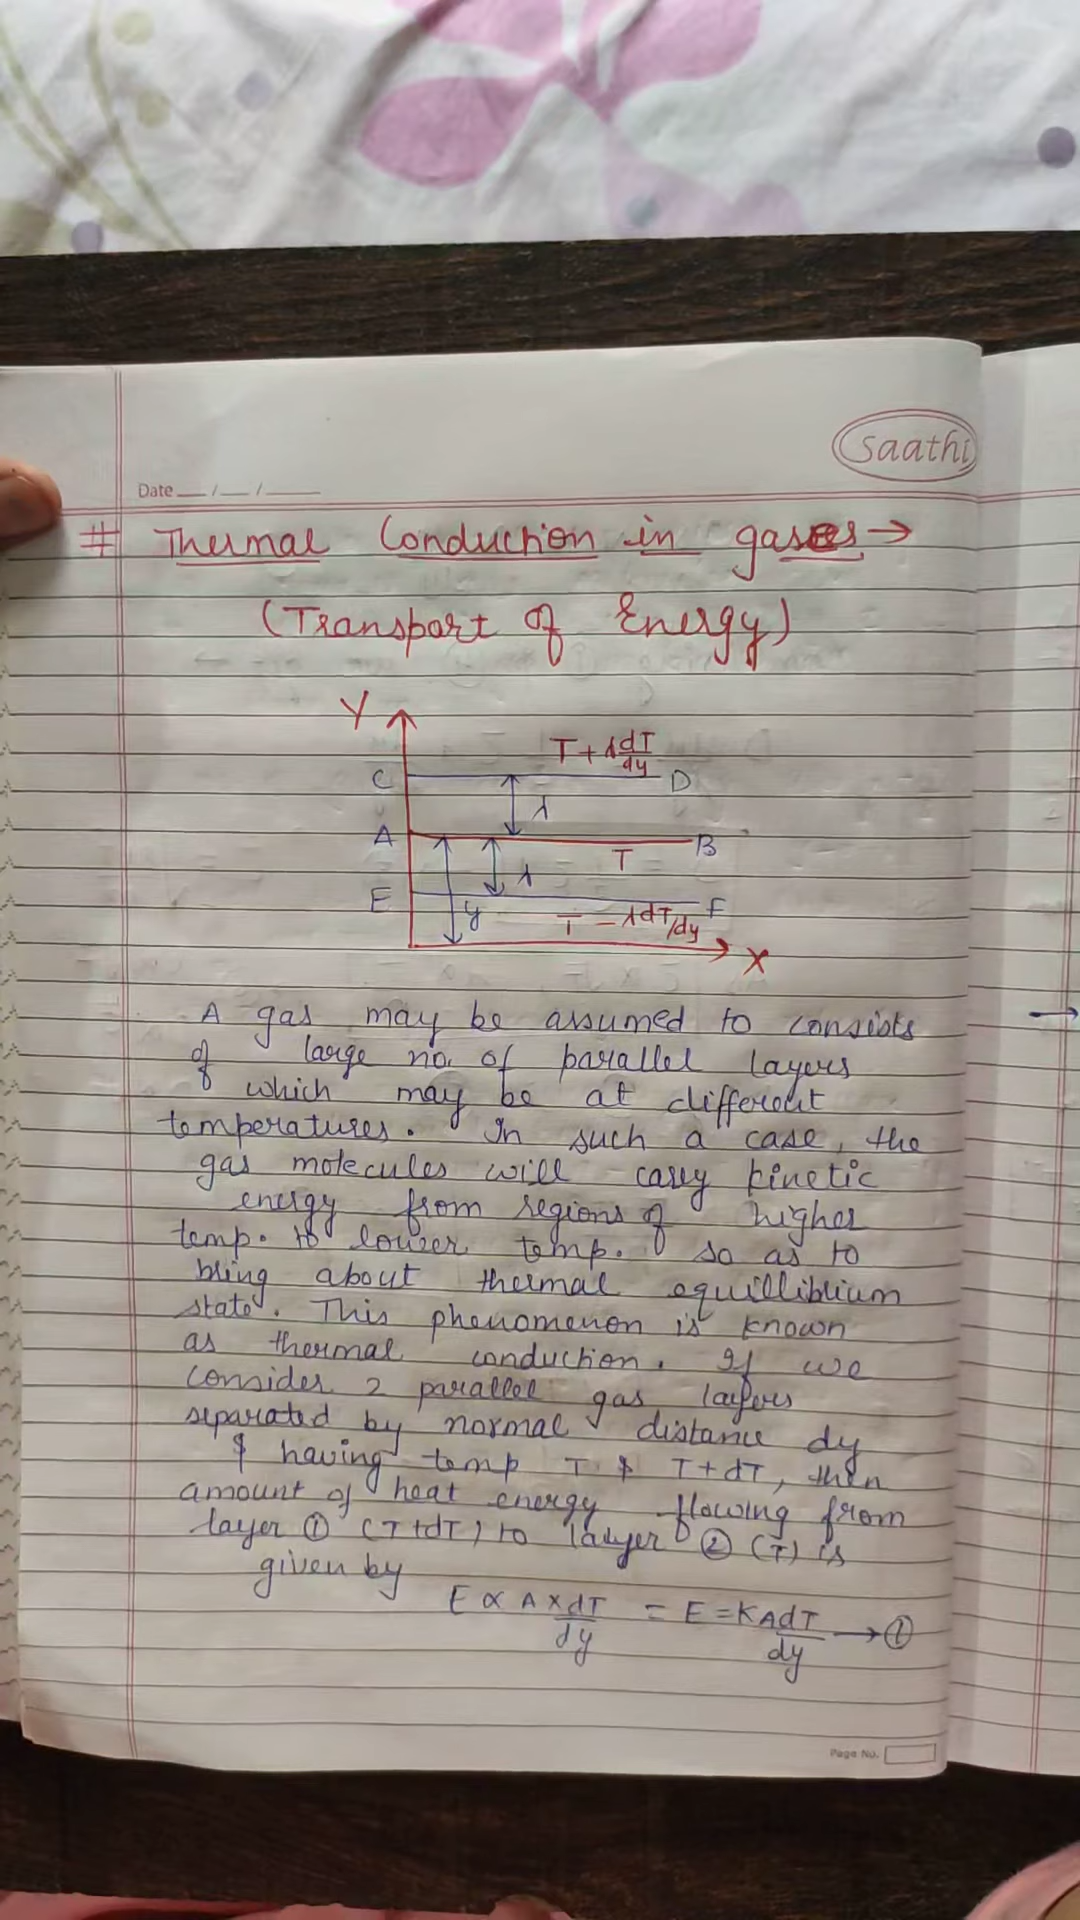 Saathi
Date __/__/____
# Thermal Conduction in gases →
(Transport of Energy)
Y
T + λ dT/dy
C D
λ
A B
T
λ
E F
y T - λ dT/dy
X
A gas may be assumed to consists
of large no. of parallel layers
which may be at different
temperatures. In such a case, the
gas molecules will carry kinetic
energy from regions of higher
temp. to lower temp. so as to
bring about thermal equillibrium
state. This phenomenon is known
as thermal conduction. If we
consider 2 parallel gas layers
separated by normal distance dy
& having temp T & T+dT, then
amount of heat energy flowing from
layer ① (T+dT) to layer ② (T) is
given by
E ∝ A x dT/dy = E = KA dT/dy → ①
Page No.